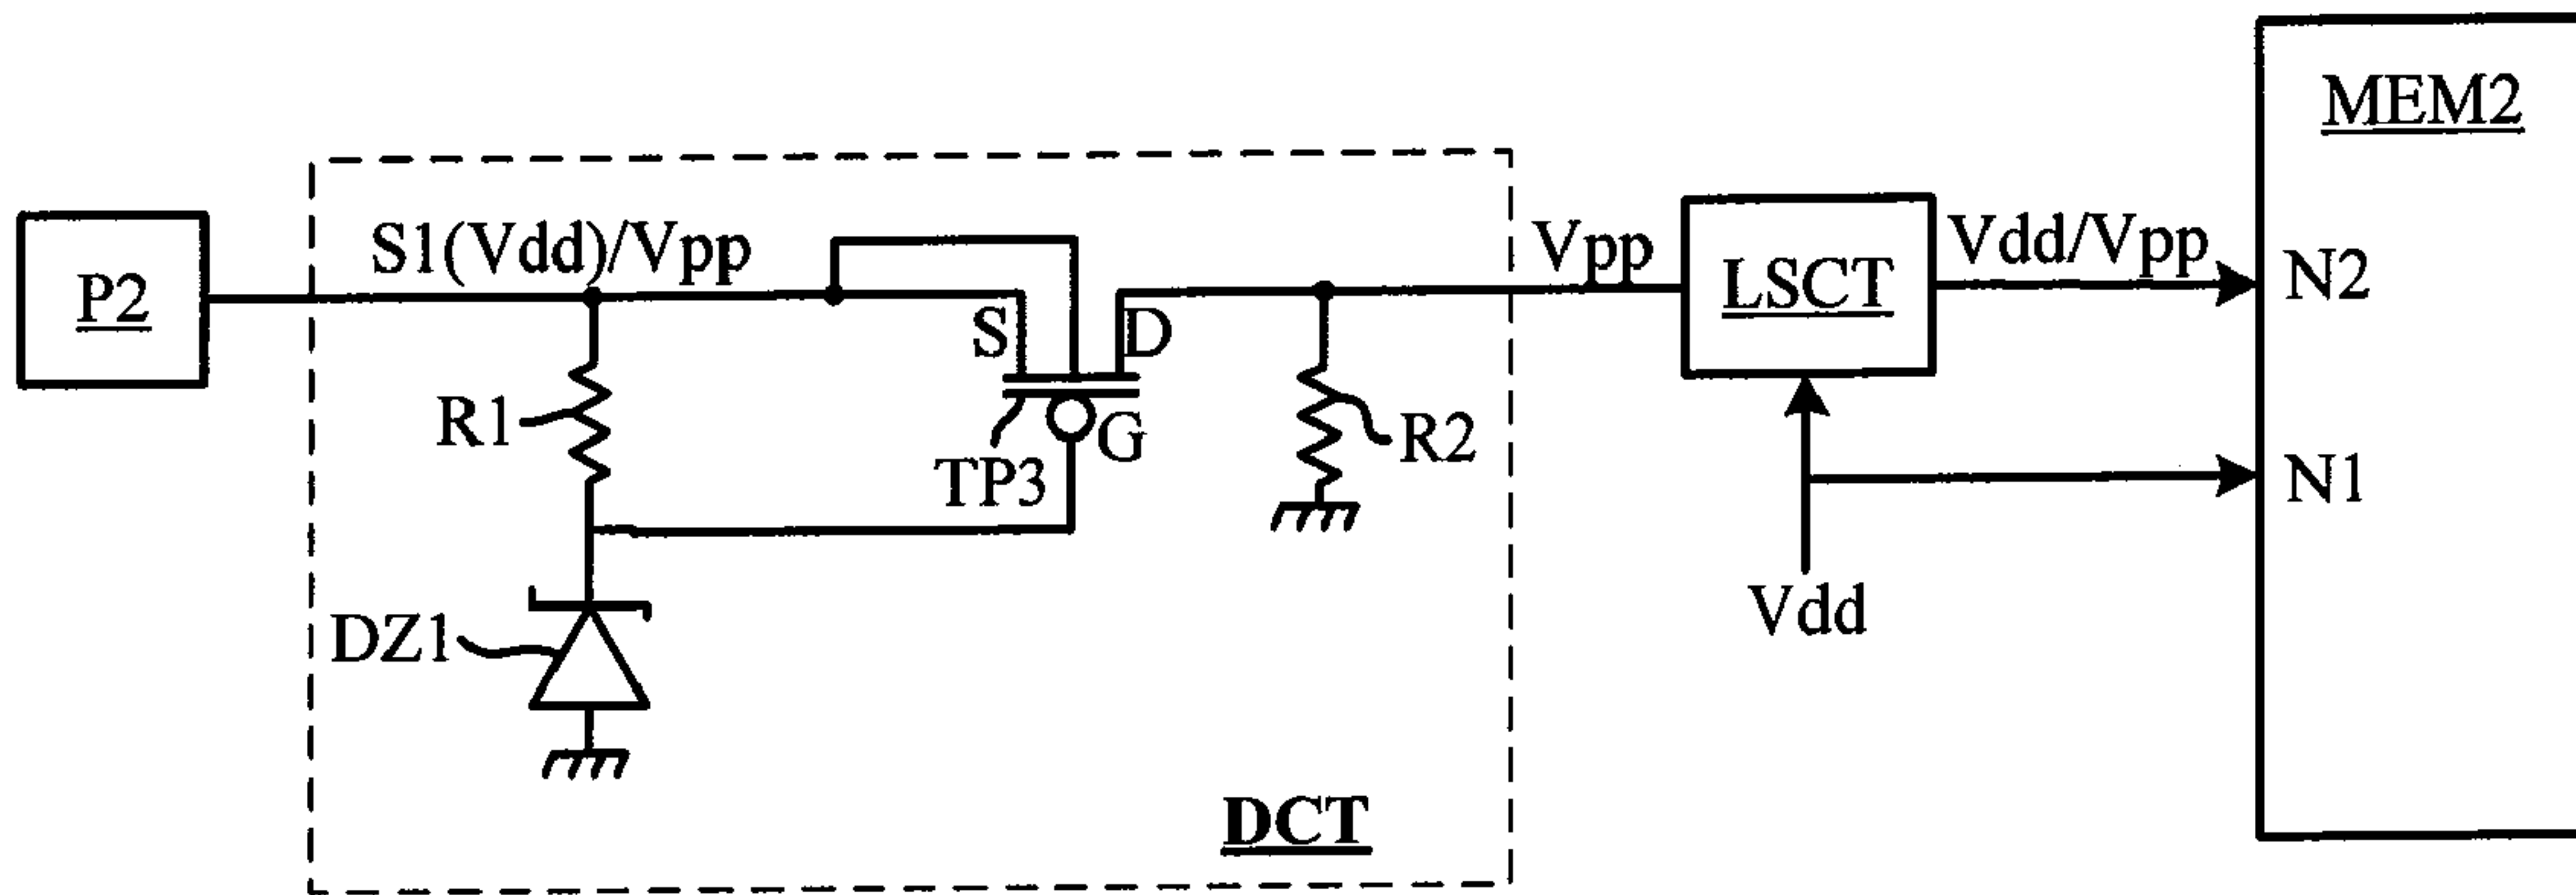 MEM2
P2
S1(Vdd)/Vpp
Vpp
LSCT
Vdd/Vpp
N2
S
D
R1
TP3
G
R2
N1
Vdd
DZ1
DCT